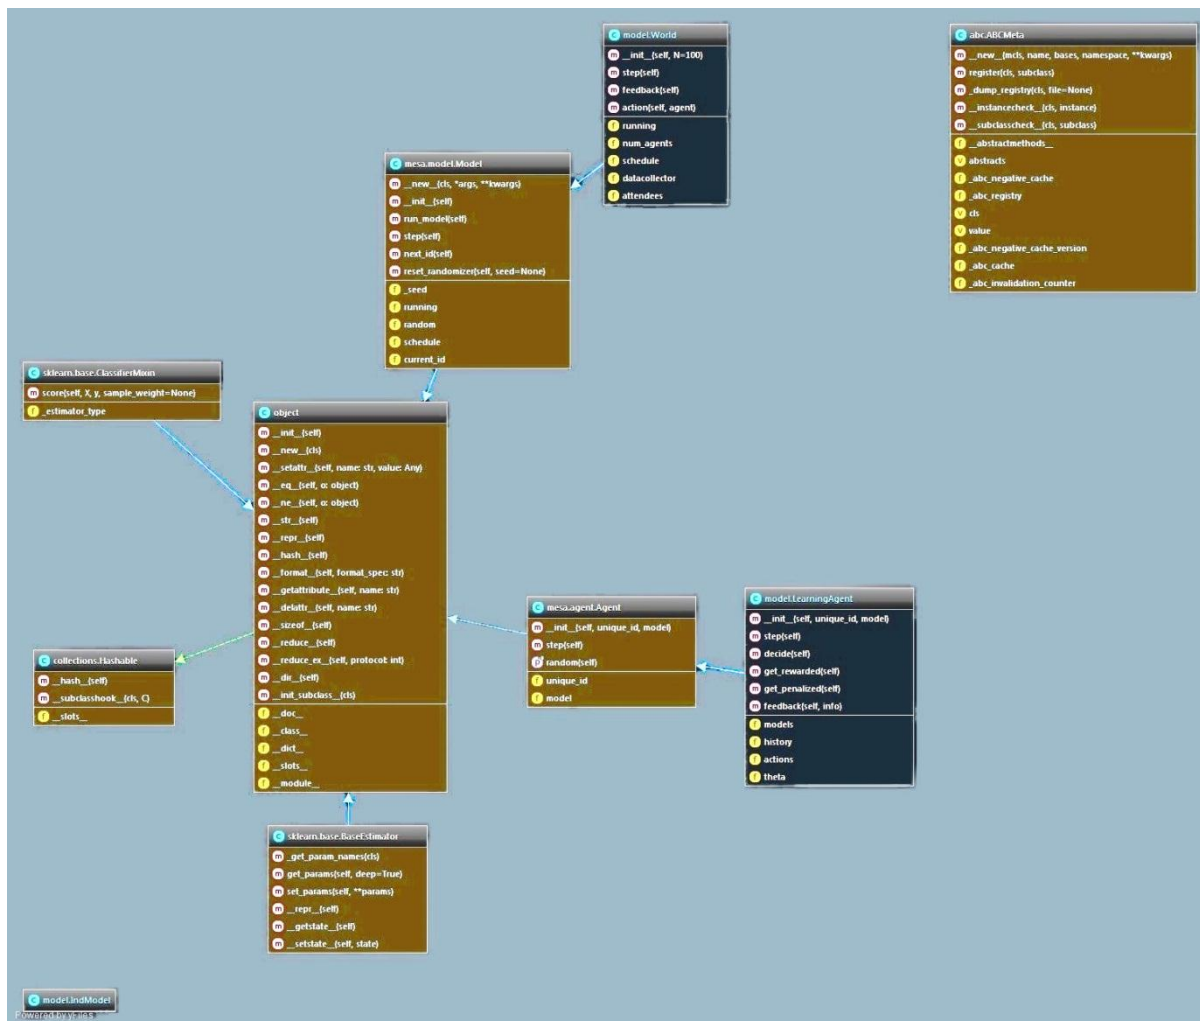 model.World
__init__(self, N=100)
step(self)
feedback(self)
action(self, agent)
running
num_agents
schedule
datacollector
attendees
abc.ABCMeta
__new__(mcls, name, bases, namespace, **kwargs)
register(cls, subclass)
_dump_registry(cls, file=None)
__instancecheck__(cls, instance)
__subclasscheck__(cls, subclass)
__abstractmethods__
abstracts
_abc_negative_cache
_abc_registry
cls
value
_abc_negative_cache_version
_abc_cache
_abc_invalidation_counter
mesa.model.Model
__new__(cls, *args, **kwargs)
__init__(self)
run_model(self)
step(self)
next_id(self)
reset_randomizer(self, seed=None)
_seed
running
random
schedule
current_id
sklearn.base.ClassifierMixin
score(self, X, y, sample_weight=None)
_estimator_type
object
__init__(self)
__new__(cls)
__setattr__(self, name: str, value: Any)
__eq__(self, o: object)
__ne__(self, o: object)
__str__(self)
__repr__(self)
__hash__(self)
__format__(self, format_spec: str)
__getattribute__(self, name: str)
__delattr__(self, name: str)
__sizeof__(self)
__reduce__(self)
__reduce_ex__(self, protocol: int)
__dir__(self)
__init_subclass__(cls)
__doc__
__class__
__dict__
__slots__
__module__
mesa.agent.Agent
__init__(self, unique_id, model)
step(self)
random(self)
unique_id
model
model.LearningAgent
__init__(self, unique_id, model)
step(self)
decide(self)
get_rewarded(self)
get_penalized(self)
feedback(self, info)
models
history
actions
theta
collections.Hashable
__hash__(self)
__subclasshook__(cls, C)
__slots__
sklearn.base.BaseEstimator
_get_param_names(cls)
get_params(self, deep=True)
set_params(self, **params)
__repr__(self)
__getstate__(self)
__setstate__(self, state)
model.IndModel
Powered by yFiles